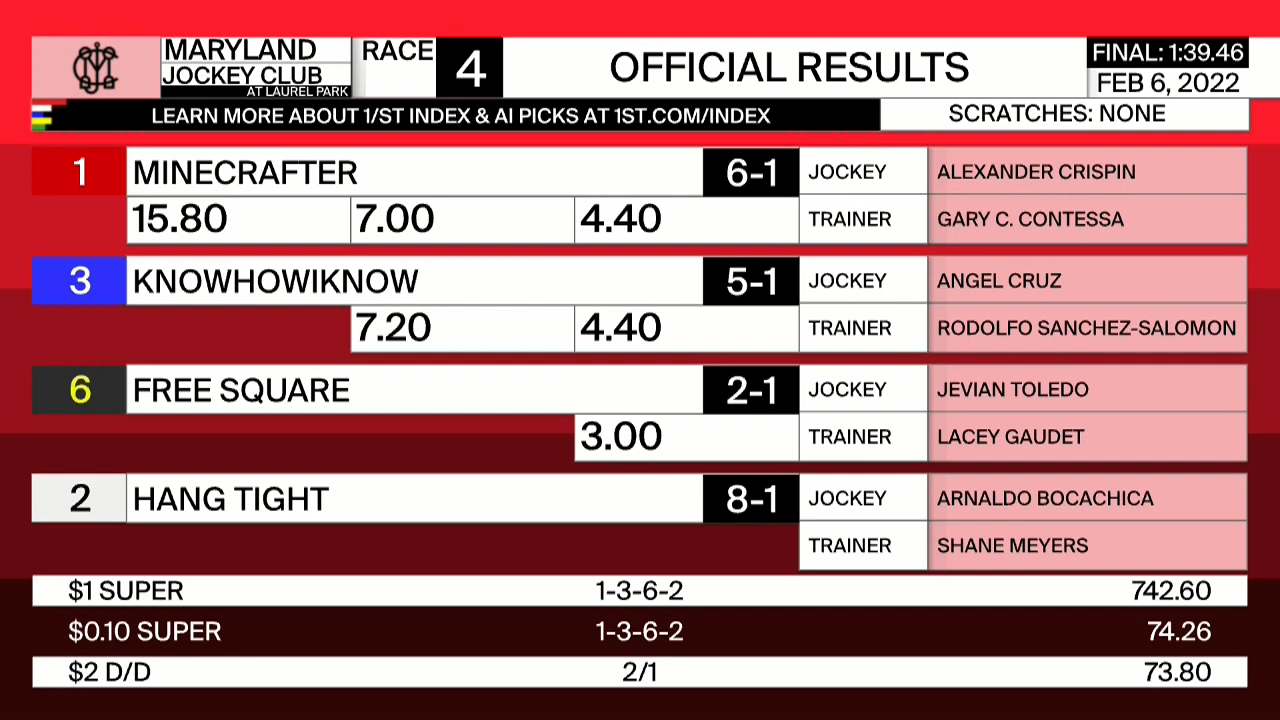 MARYLAND
JOCKEY CLUB
AT LAUREL PARK
RACE 4
OFFICIAL RESULTS
FINAL: 1:39.46
FEB 6, 2022
LEARN MORE ABOUT 1/ST INDEX & AI PICKS AT 1ST.COM/INDEX
SCRATCHES: NONE
1 MINECRAFTER 6-1 JOCKEY ALEXANDER CRISPIN
15.80 7.00 4.40 TRAINER GARY C. CONTESSA
3 KNOWHOWIKNOW 5-1 JOCKEY ANGEL CRUZ
7.20 4.40 TRAINER RODOLFO SANCHEZ-SALOMON
6 FREE SQUARE 2-1 JOCKEY JEVIAN TOLEDO
3.00 TRAINER LACEY GAUDET
2 HANG TIGHT 8-1 JOCKEY ARNALDO BOCACHICA
TRAINER SHANE MEYERS
$1 SUPER 1-3-6-2 742.60
$0.10 SUPER 1-3-6-2 74.26
$2 D/D 2/1 73.80